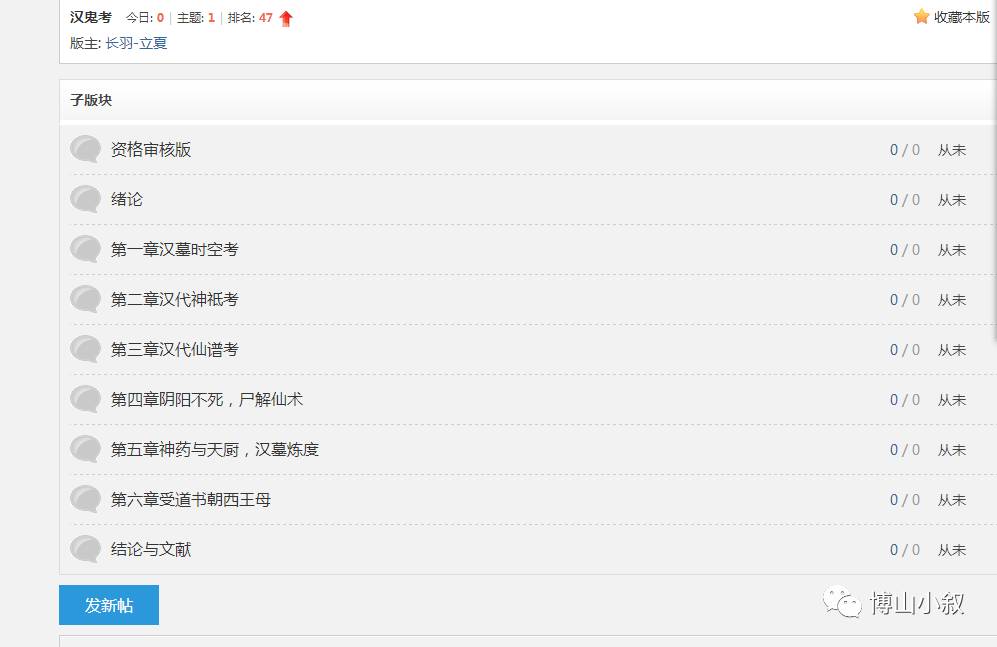 汉鬼考 今日: 0 | 主题: 1 | 排名: 47 收藏本版
版主: 长羽-立夏
子版块
资格审核版 0 / 0 从未
绪论 0 / 0 从未
第一章汉墓时空考 0 / 0 从未
第二章汉代神祇考 0 / 0 从未
第三章汉代仙谱考 0 / 0 从未
第四章阴阳不死，尸解仙术 0 / 0 从未
第五章神药与天厨，汉墓炼度 0 / 0 从未
第六章受道书朝西王母 0 / 0 从未
结论与文献 0 / 0 从未
发新帖
博山小叙